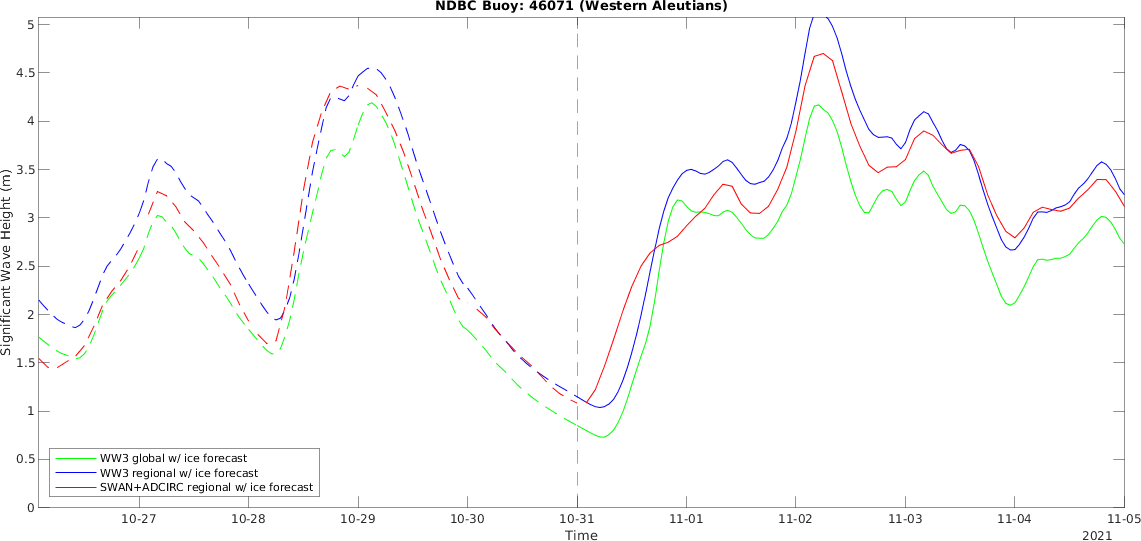 NDBC Buoy: 46071 (Western Aleutians)
Significant Wave Height (m)
5
4.5
4
3.5
3
2.5
2
1.5
1
0.5
0
WW3 global w/ ice forecast
WW3 regional w/ ice forecast
SWAN+ADCIRC regional w/ ice forecast
10-27 10-28 10-29 10-30 10-31 11-01 11-02 11-03 11-04 11-05
Time
2021